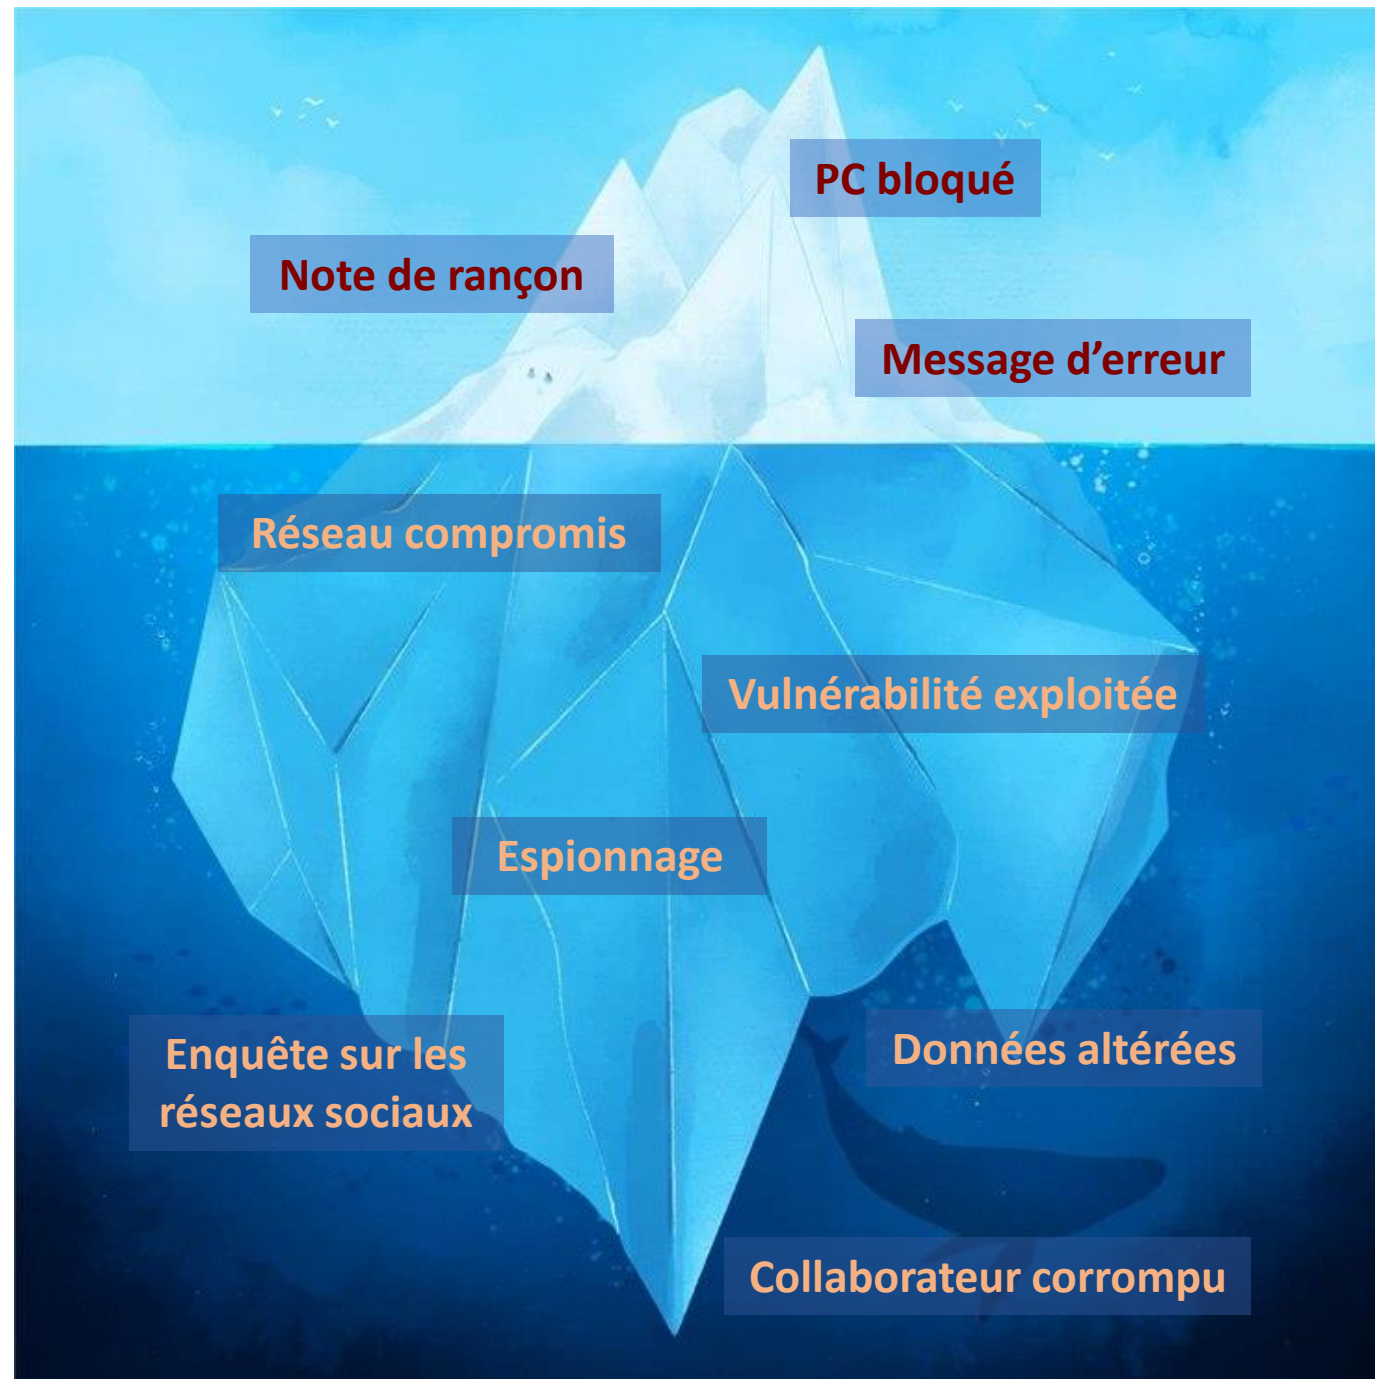 PC bloqué
Note de rançon
Message d’erreur
Réseau compromis
Vulnérabilité exploitée
Espionnage
Enquête sur les
réseaux sociaux
Données altérées
Collaborateur corrompu